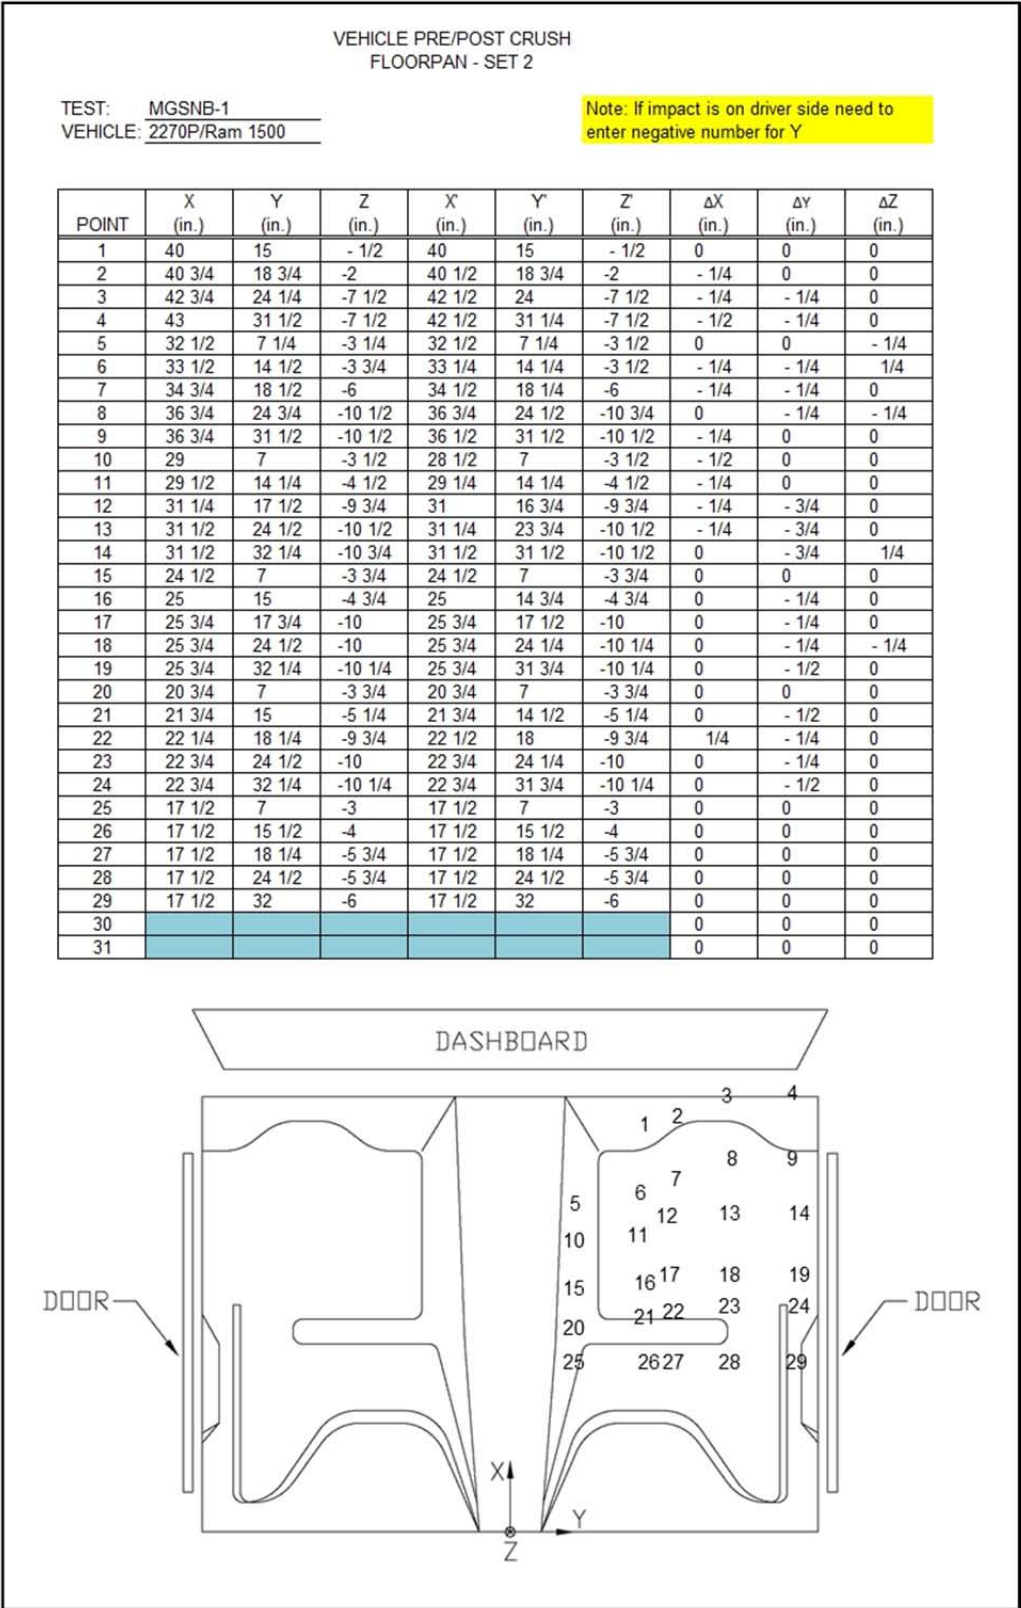 VEHICLE PRE/POST CRUSH
FLOORPAN - SET 2
TEST: MGSNB-1
VEHICLE: 2270P/Ram 1500
Note: If impact is on driver side need to
enter negative number for Y
POINT X (in.) Y (in.) Z (in.) X' (in.) Y' (in.) Z' (in.) ΔX (in.) ΔY (in.) ΔZ (in.)
1 40 15 - 1/2 40 15 - 1/2 0 0 0
2 40 3/4 18 3/4 -2 40 1/2 18 3/4 -2 - 1/4 0 0
3 42 3/4 24 1/4 -7 1/2 42 1/2 24 -7 1/2 - 1/4 - 1/4 0
4 43 31 1/2 -7 1/2 42 1/2 31 1/4 -7 1/2 - 1/2 - 1/4 0
5 32 1/2 7 1/4 -3 1/4 32 1/2 7 1/4 -3 1/2 0 0 - 1/4
6 33 1/2 14 1/2 -3 3/4 33 1/4 14 1/4 -3 1/2 - 1/4 - 1/4 1/4
7 34 3/4 18 1/2 -6 34 1/2 18 1/4 -6 - 1/4 - 1/4 0
8 36 3/4 24 3/4 -10 1/2 36 3/4 24 1/2 -10 3/4 0 - 1/4 - 1/4
9 36 3/4 31 1/2 -10 1/2 36 1/2 31 1/2 -10 1/2 - 1/4 0 0
10 29 7 -3 1/2 28 1/2 7 -3 1/2 - 1/2 0 0
11 29 1/2 14 1/4 -4 1/2 29 1/4 14 1/4 -4 1/2 - 1/4 0 0
12 31 1/4 17 1/2 -9 3/4 31 16 3/4 -9 3/4 - 1/4 - 3/4 0
13 31 1/2 24 1/2 -10 1/2 31 1/4 23 3/4 -10 1/2 - 1/4 - 3/4 0
14 31 1/2 32 1/4 -10 3/4 31 1/2 31 1/2 -10 1/2 0 - 3/4 1/4
15 24 1/2 7 -3 3/4 24 1/2 7 -3 3/4 0 0 0
16 25 15 -4 3/4 25 14 3/4 -4 3/4 0 - 1/4 0
17 25 3/4 17 3/4 -10 25 3/4 17 1/2 -10 0 - 1/4 0
18 25 3/4 24 1/2 -10 25 3/4 24 1/4 -10 1/4 0 - 1/4 - 1/4
19 25 3/4 32 1/4 -10 1/4 25 3/4 31 3/4 -10 1/4 0 - 1/2 0
20 20 3/4 7 -3 3/4 20 3/4 7 -3 3/4 0 0 0
21 21 3/4 15 -5 1/4 21 3/4 14 1/2 -5 1/4 0 - 1/2 0
22 22 1/4 18 1/4 -9 3/4 22 1/2 18 -9 3/4 1/4 - 1/4 0
23 22 3/4 24 1/2 -10 22 3/4 24 1/4 -10 0 - 1/4 0
24 22 3/4 32 1/4 -10 1/4 22 3/4 31 3/4 -10 1/4 0 - 1/2 0
25 17 1/2 7 -3 17 1/2 7 -3 0 0 0
26 17 1/2 15 1/2 -4 17 1/2 15 1/2 -4 0 0 0
27 17 1/2 18 1/4 -5 3/4 17 1/2 18 1/4 -5 3/4 0 0 0
28 17 1/2 24 1/2 -5 3/4 17 1/2 24 1/2 -5 3/4 0 0 0
29 17 1/2 32 -6 17 1/2 32 -6 0 0 0
30 0 0 0
31 0 0 0
DASHBOARD
3 4
1 2
8 9
7
5 6
12 13 14
10 11
15 16 17 18 19
21 22 23 24
20
25 26 27 28 29
DOOR DOOR
X
Y
Z